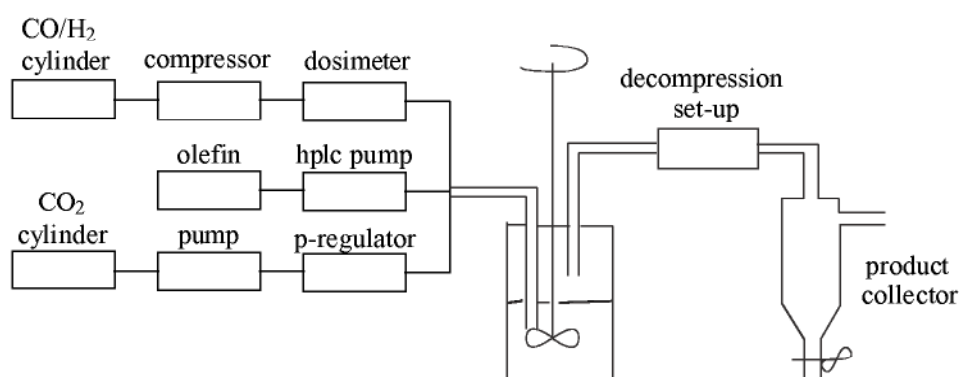 CO/H₂
cylinder
compressor
dosimeter
decompression
set-up
olefin
hplc pump
CO₂
cylinder
pump
p-regulator
product
collector